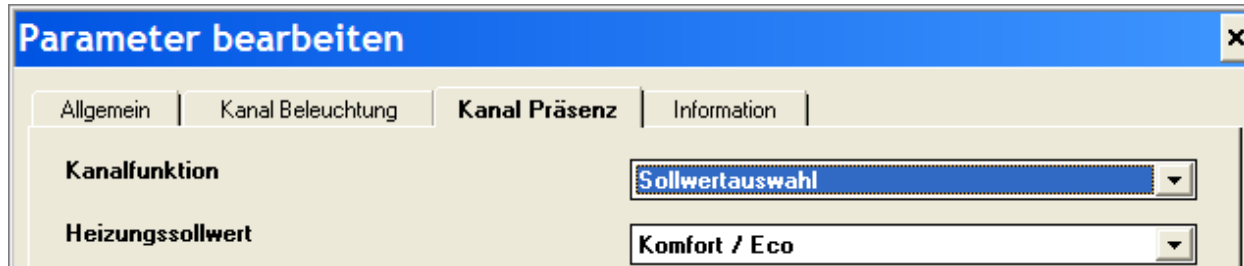 Parameter bearbeiten
Allgemein Kanal Beleuchtung Kanal Präsenz Information
Kanalfunktion Sollwertauswahl
Heizungssollwert Komfort / Eco